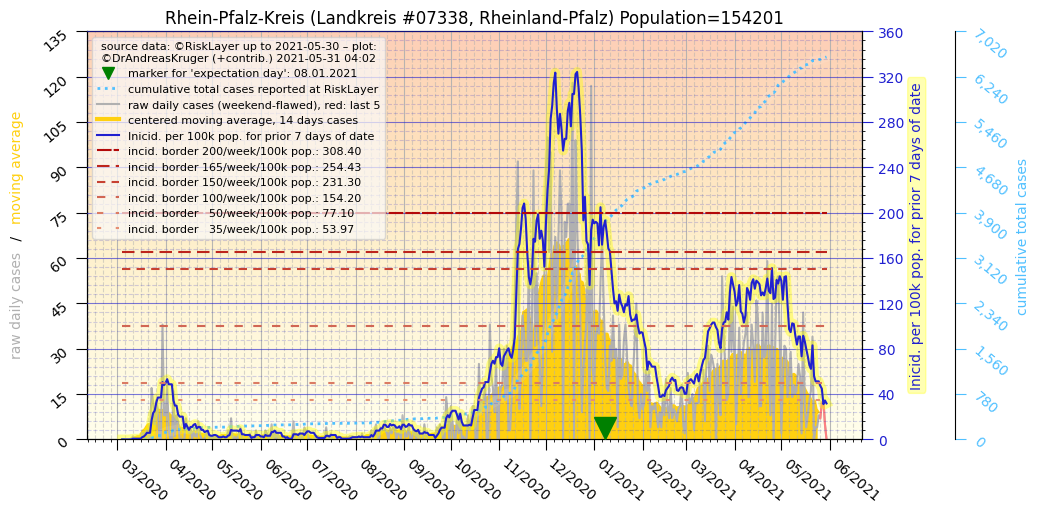 Rhein-Pfalz-Kreis (Landkreis #07338, Rheinland-Pfalz) Population=154201
source data: ©RiskLayer up to 2021-05-30 – plot:
©DrAndreasKruger (+contrib.) 2021-05-31 04:02
marker for 'expectation day': 08.01.2021
cumulative total cases reported at RiskLayer
raw daily cases (weekend-flawed), red: last 5
centered moving average, 14 days cases
Inicid. per 100k pop. for prior 7 days of date
incid. border 200/week/100k pop.: 308.40
incid. border 165/week/100k pop.: 254.43
incid. border 150/week/100k pop.: 231.30
incid. border 100/week/100k pop.: 154.20
incid. border   50/week/100k pop.: 77.10
incid. border   35/week/100k pop.: 53.97
raw daily cases / moving average
135
120
105
90
75
60
45
30
15
0
360
320
280
240
200
160
120
80
40
0
Inicid. per 100k pop. for prior 7 days of date
7,020
6,240
5,460
4,680
3,900
3,120
2,340
1,560
780
0
cumulative total cases
03/2020
04/2020
05/2020
06/2020
07/2020
08/2020
09/2020
10/2020
11/2020
12/2020
01/2021
02/2021
03/2021
04/2021
05/2021
06/2021